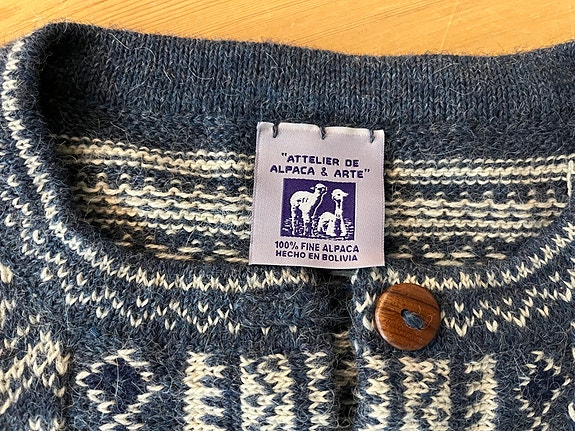 "ATTELIER DE
ALPACA & ARTE"
100% FINE ALPACA
HECHO EN BOLIVIA